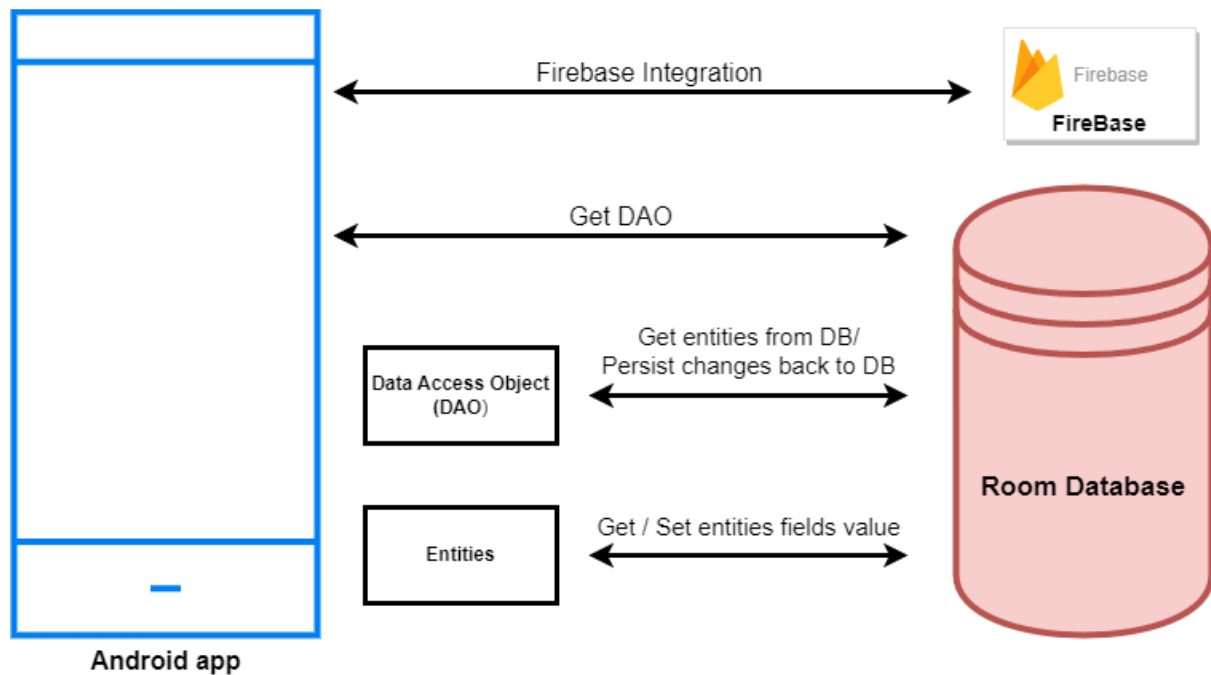 Firebase Integration
Firebase
FireBase
Get DAO
Get entities from DB/
Persist changes back to DB
Data Access Object
(DAO)
Room Database
Get / Set entities fields value
Entities
Android app